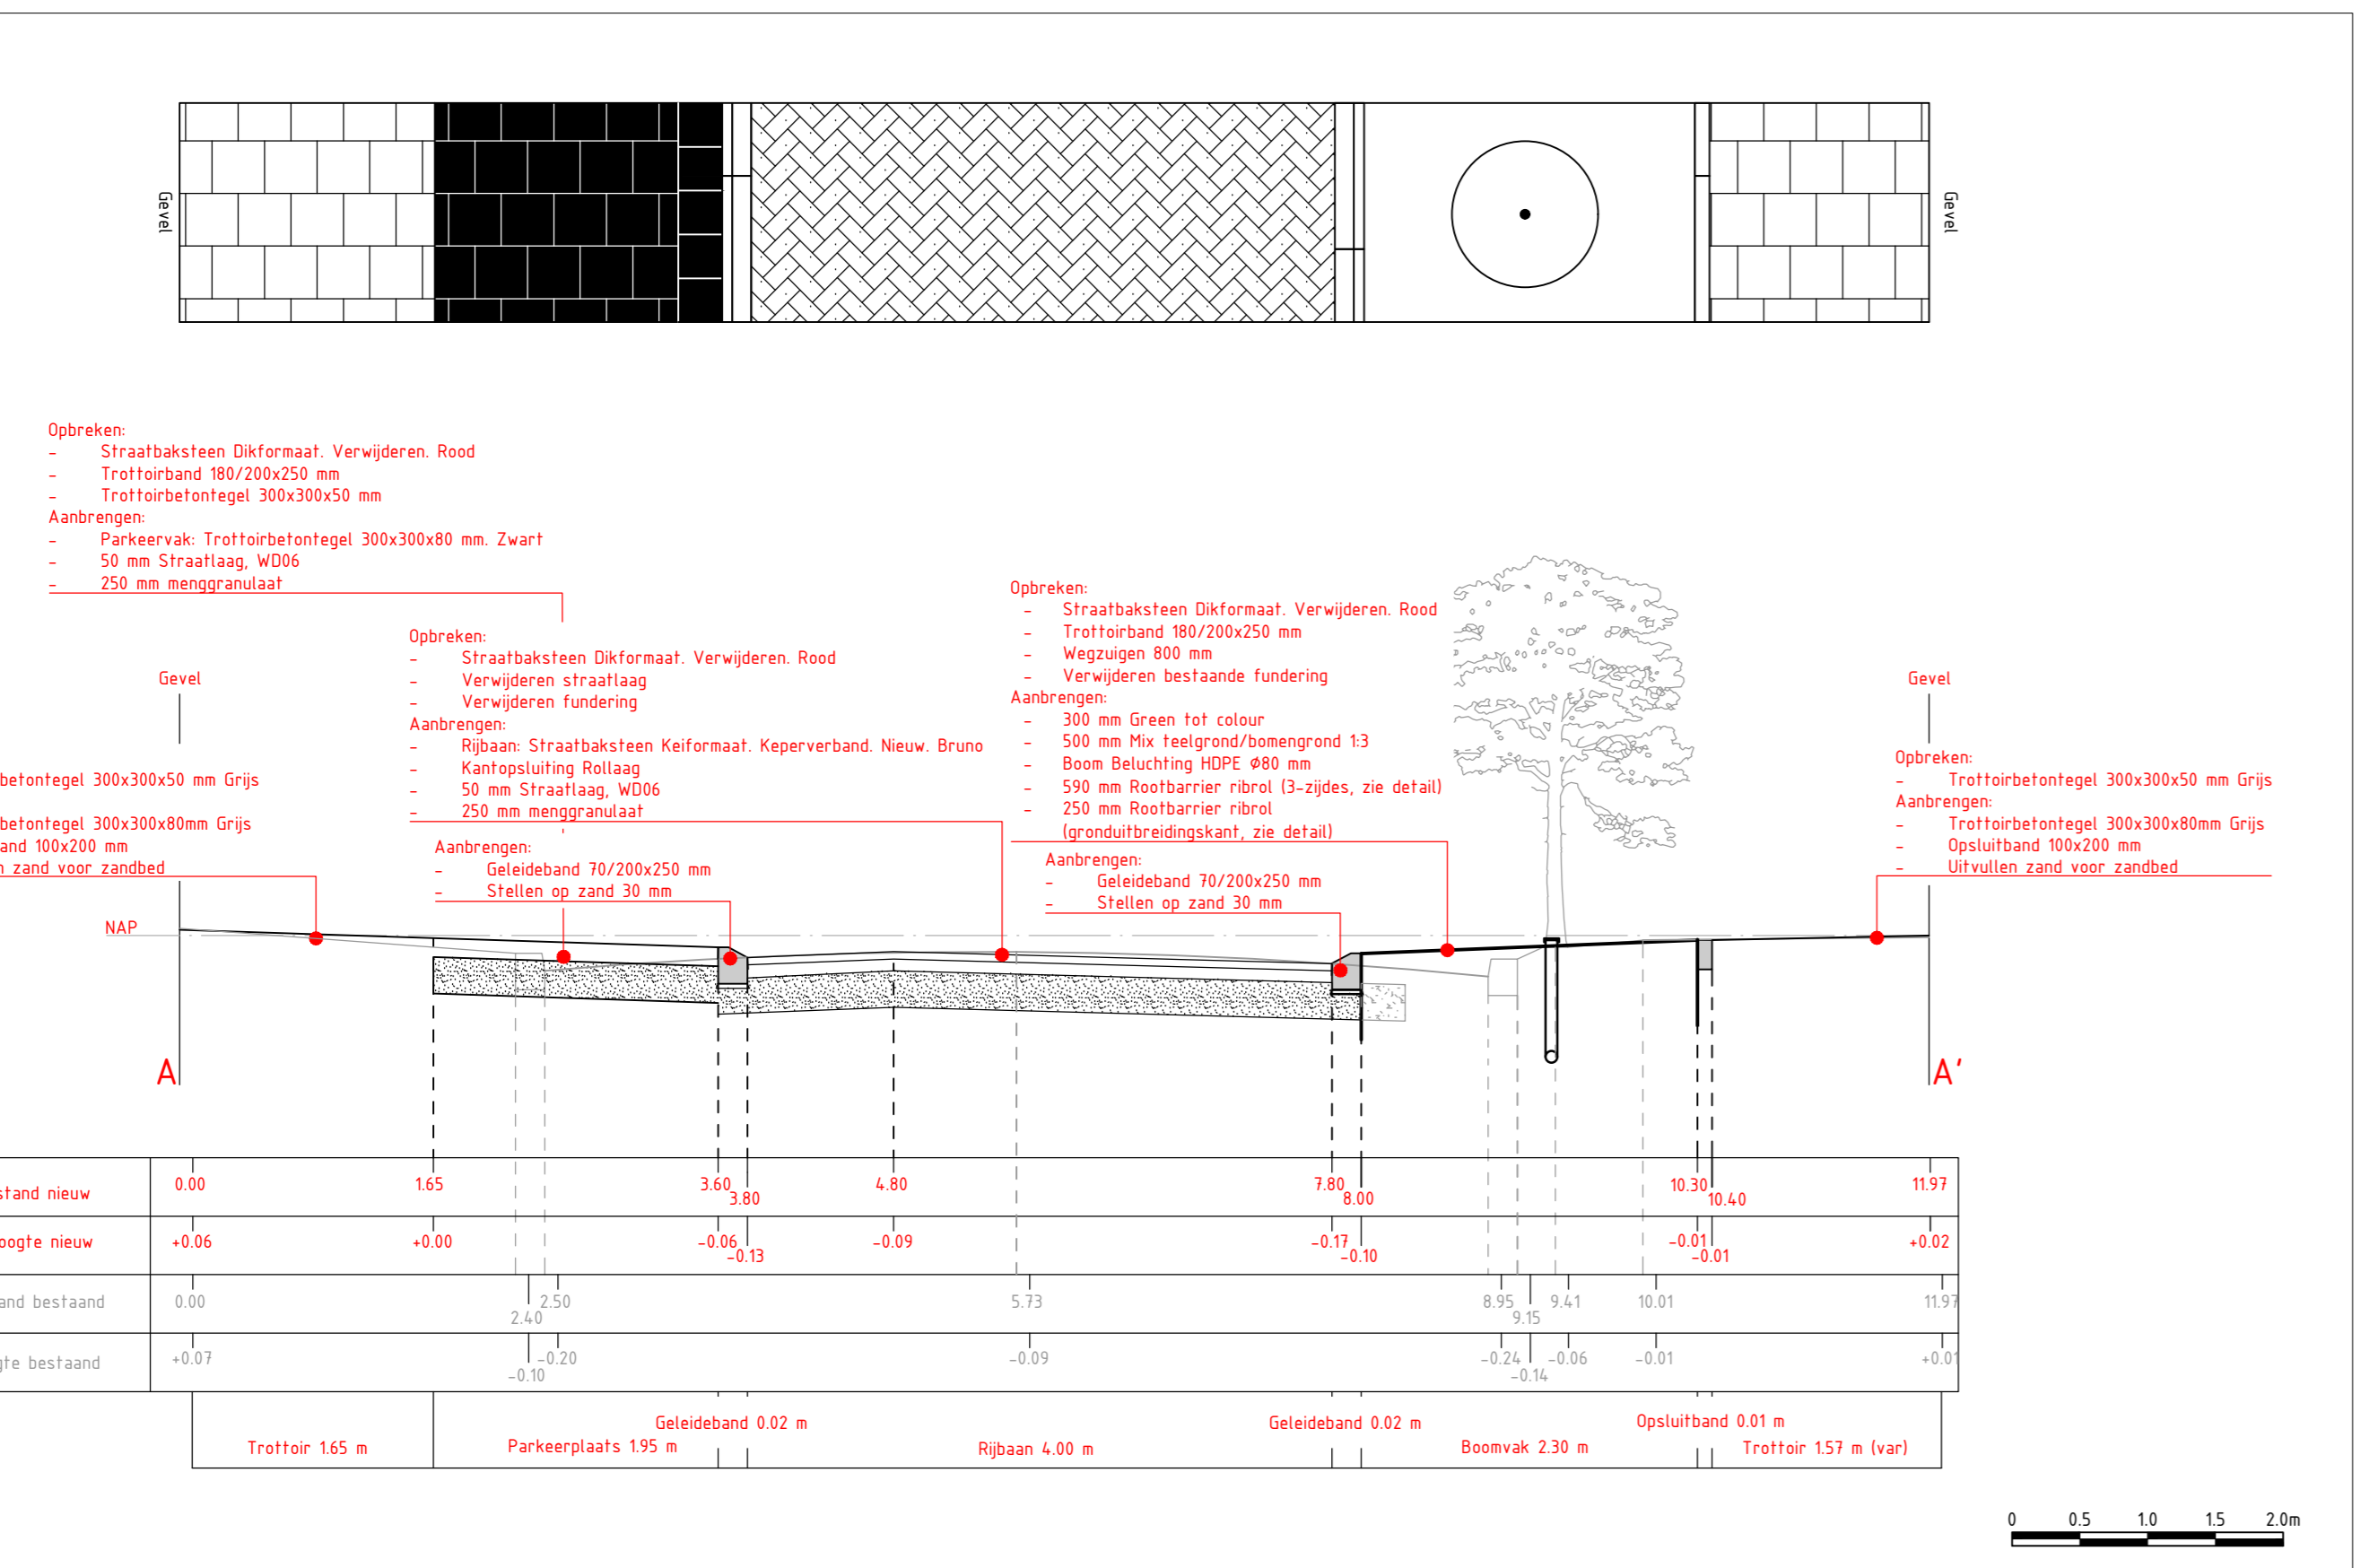 Gevel
Gevel
Opbreken:
- Straatbaksteen Dikformaat. Verwijderen. Rood
- Trottoirband 180/200x250 mm
- Trottoirbetontegel 300x300x50 mm
Aanbrengen:
- Parkeervak: Trottoirbetontegel 300x300x80 mm. Zwart
- 50 mm Straatlaag, WD06
- 250 mm menggranulaat
Opbreken:
- Straatbaksteen Dikformaat. Verwijderen. Rood
- Verwijderen straatlaag
- Verwijderen fundering
Aanbrengen:
- Rijbaan: Straatbaksteen Keiformaat. Keperverband. Nieuw. Bruno
- Kantopsluiting Rollaag
- 50 mm Straatlaag, WD06
- 250 mm menggranulaat
Opbreken:
- Straatbaksteen Dikformaat. Verwijderen. Rood
- Trottoirband 180/200x250 mm
- Wegzuigen 800 mm
- Verwijderen bestaande fundering
Aanbrengen:
- 300 mm Green tot colour
- 500 mm Mix teelgrond/bomengrond 1:3
- Boom Beluchting HDPE Ø80 mm
- 590 mm Rootbarrier ribrol (3-zijdes, zie detail)
- 250 mm Rootbarrier ribrol
(gronduitbreidingskant, zie detail)
Gevel
Gevel
betontegel 300x300x50 mm Grijs
betontegel 300x300x80mm Grijs
and 100x200 mm
n zand voor zandbed
Aanbrengen:
- Geleideband 70/200x250 mm
- Stellen op zand 30 mm
Aanbrengen:
- Geleideband 70/200x250 mm
- Stellen op zand 30 mm
Opbreken:
- Trottoirbetontegel 300x300x50 mm Grijs
Aanbrengen:
- Trottoirbetontegel 300x300x80mm Grijs
- Opsluitband 100x200 mm
- Uitvullen zand voor zandbed
NAP
A
A'
stand nieuw 0.00 1.65 3.60 3.80 4.80 7.80 8.00 10.30 10.40 11.97
oogte nieuw +0.06 +0.00 -0.06 -0.13 -0.09 -0.17 -0.10 -0.01 -0.01 +0.02
and bestaand 0.00 2.40 2.50 5.73 8.95 9.15 9.41 10.01 11.97
gte bestaand +0.07 -0.10 -0.20 -0.09 -0.24 -0.14 -0.06 -0.01 +0.01
Geleideband 0.02 m Geleideband 0.02 m Opsluitband 0.01 m
Trottoir 1.65 m Parkeerplaats 1.95 m Rijbaan 4.00 m Boomvak 2.30 m Trottoir 1.57 m (var)
0 0.5 1.0 1.5 2.0m